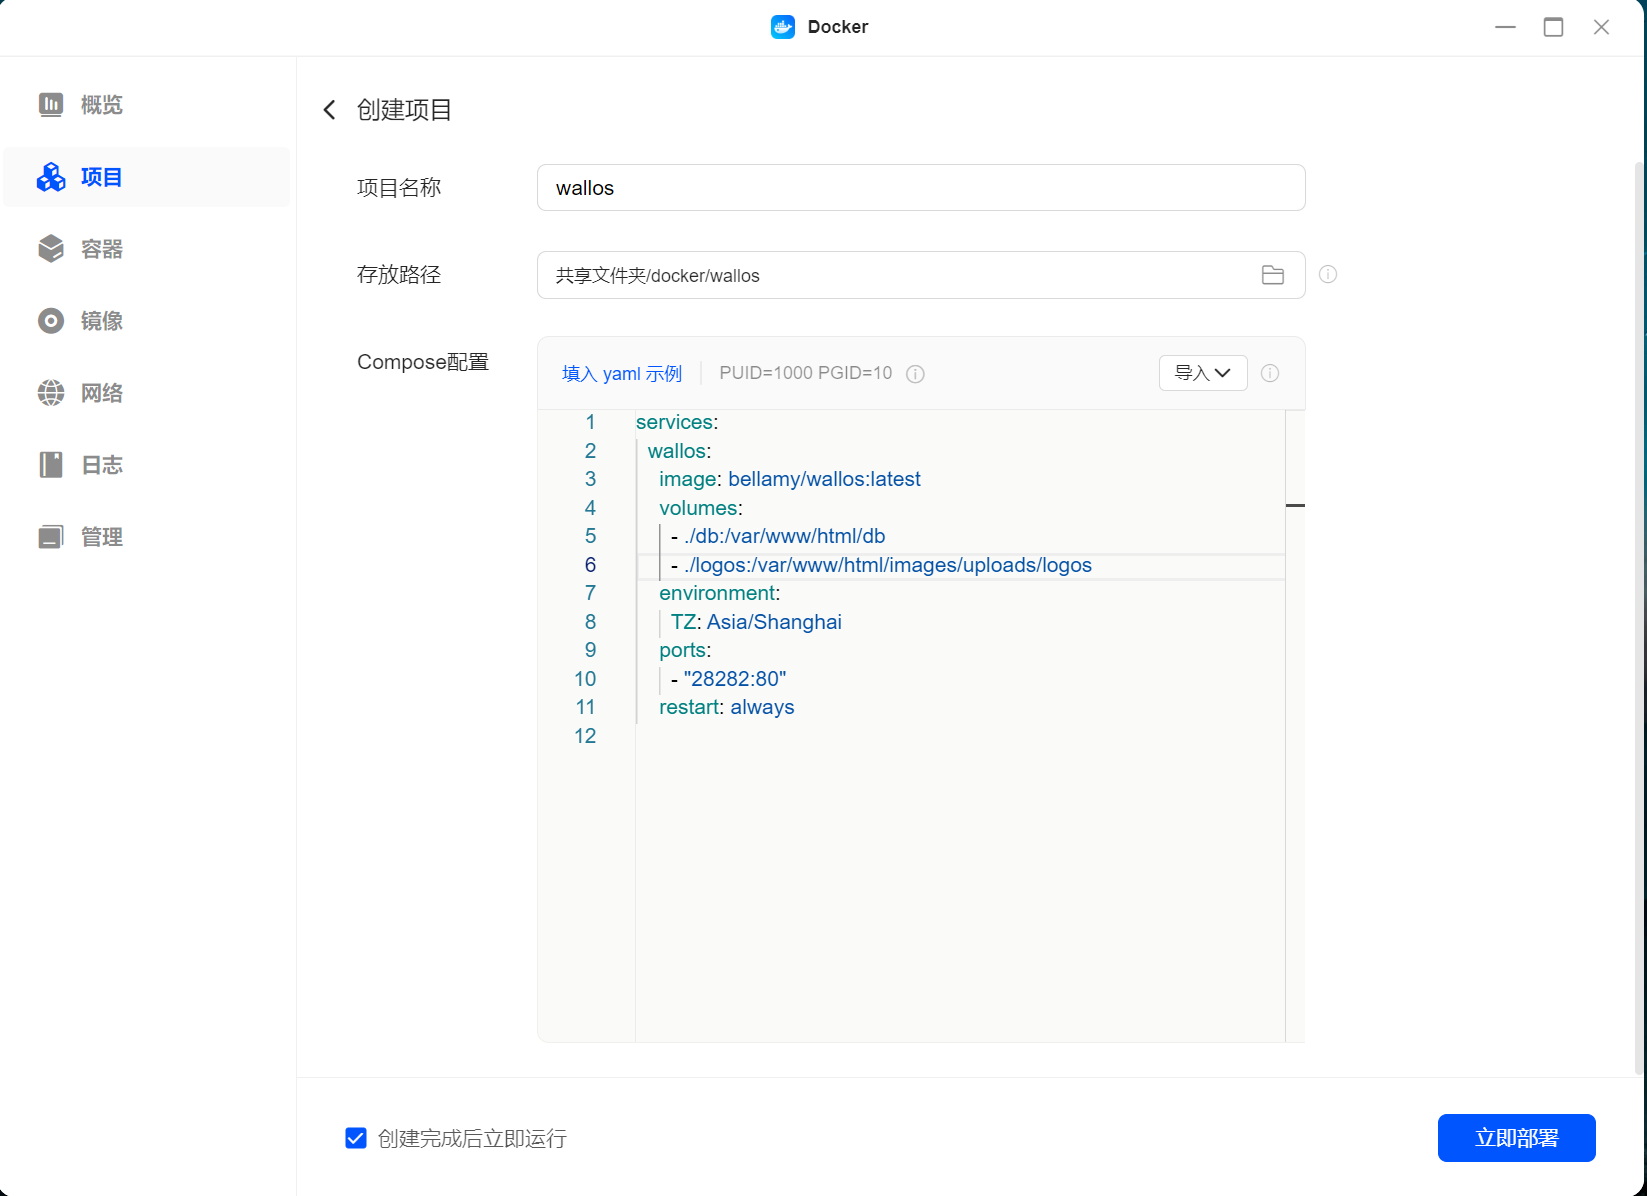 Docker
概览
项目
容器
镜像
网络
日志
管理
创建项目
项目名称
wallos
存放路径
共享文件夹/docker/wallos
Compose配置
填入 yaml 示例
PUID=1000 PGID=10
导入
1 services:
2   wallos:
3     image: bellamy/wallos:latest
4     volumes:
5       - ./db:/var/www/html/db
6       - ./logos:/var/www/html/images/uploads/logos
7     environment:
8       TZ: Asia/Shanghai
9     ports:
10       - "28282:80"
11     restart: always
12
创建完成后立即运行
立即部署